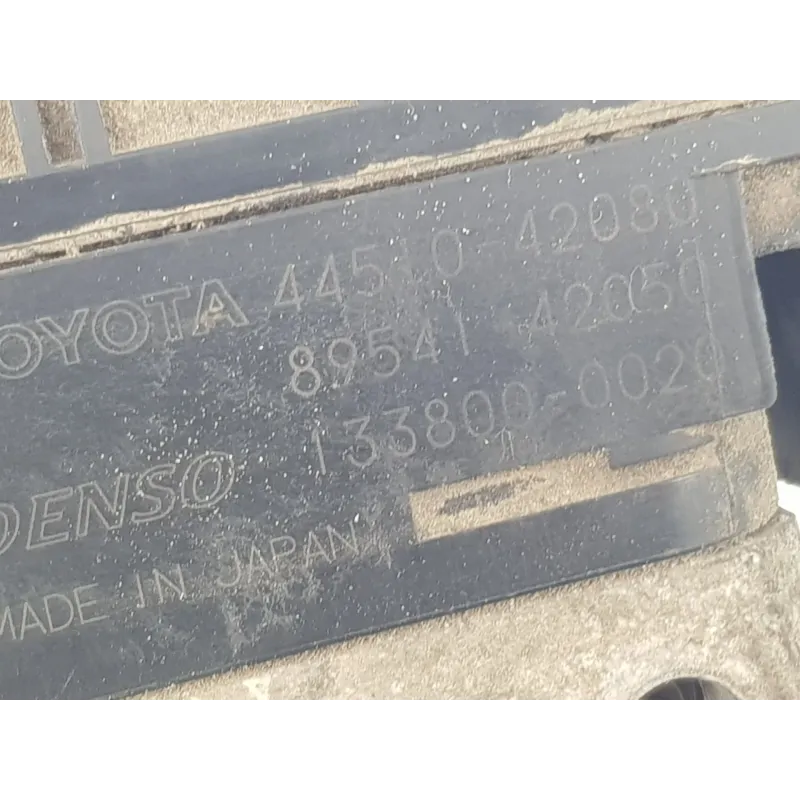 TOYOTA 44510-42080
89541-42050
133800-0020
DENSO
MADE IN JAPAN